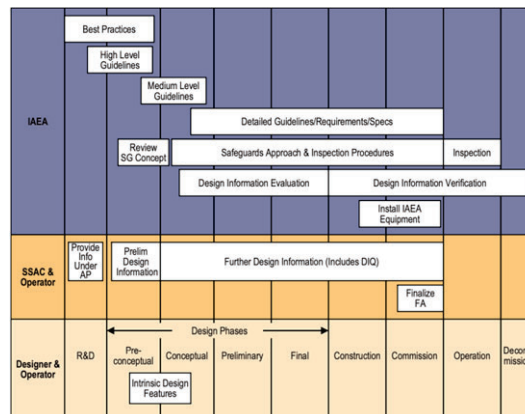 Best Practices
High Level
Guidelines
Medium Level
Guidelines
IAEA
Detailed Guidelines/Requirements/Specs
Review
SG Concept
Safeguards Approach & Inspection Procedures
Inspection
Design Information Evaluation
Design Information Verification
Install IAEA
Equipment
SSAC &
Operator
Provide
Info
Under
AP
Prelim
Design
Information
Further Design Information (Includes DIQ)
Finalize
FA
Design Phases
Designer &
Operator
R&D
Pre-
conceptual
Conceptual
Preliminary
Final
Construction
Commission
Operation
Decom
mission
Intrinsic Design
Features